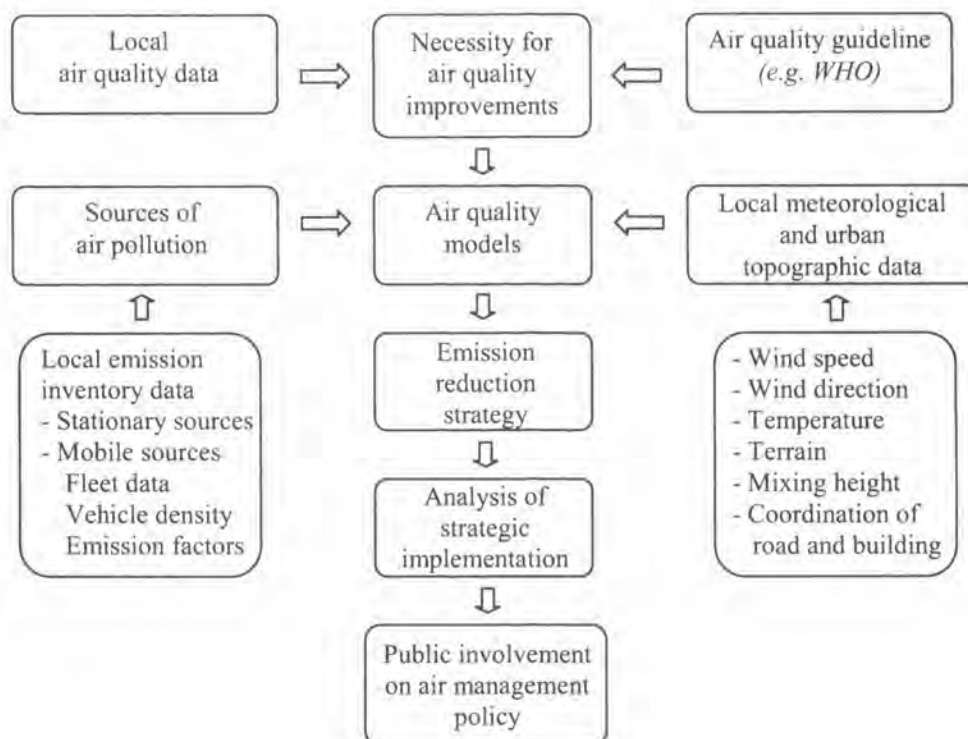 Local
air quality data
Necessity for
air quality
improvements
Air quality guideline
(e.g. WHO)
Sources of
air pollution
Air quality
models
Local meteorological
and urban
topographic data
Local emission
inventory data
- Stationary sources
- Mobile sources
Fleet data
Vehicle density
Emission factors
Emission
reduction
strategy
- Wind speed
- Wind direction
- Temperature
- Terrain
- Mixing height
- Coordination of
road and building
Analysis of
strategic
implementation
Public involvement
on air management
policy